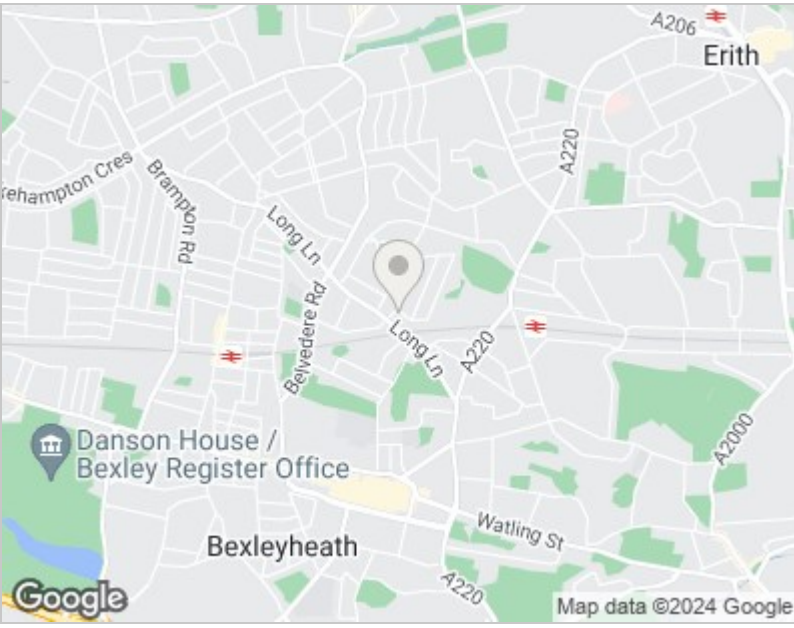 A206
Erith
A220
Brampton Rd
kehampton Cres
Long Ln
Belvedere Rd
Long Ln
A220
A2000
Danson House /
Bexley Register Office
Watling St
Bexleyheath
A220
Google
Map data ©2024 Google